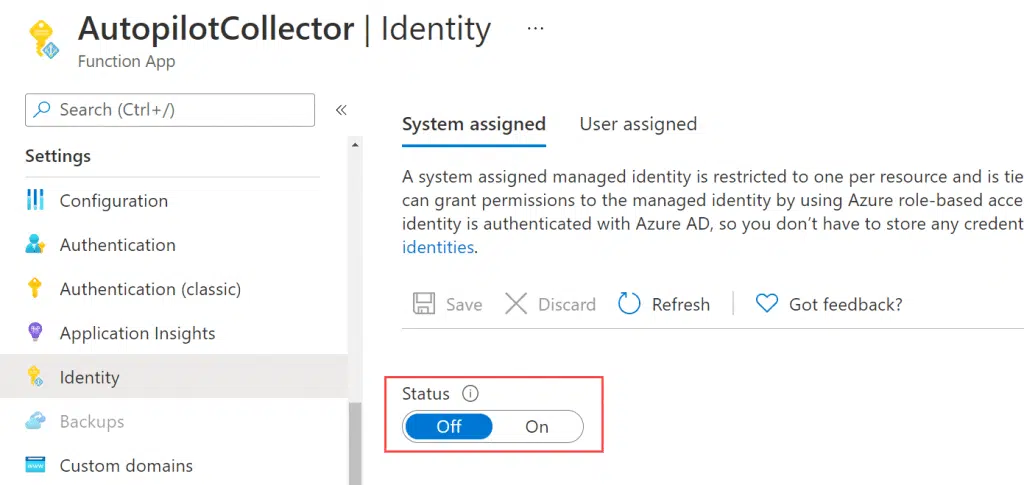 AutopilotCollector | Identity ...
Function App
Search (Ctrl+/)
«
Settings
Configuration
Authentication
Authentication (classic)
Application Insights
Identity
Backups
Custom domains
System assigned User assigned
A system assigned managed identity is restricted to one per resource and is tie
can grant permissions to the managed identity by using Azure role-based acce
identity is authenticated with Azure AD, so you don't have to store any credent
identities.
Save Discard Refresh Got feedback?
Status
Off On